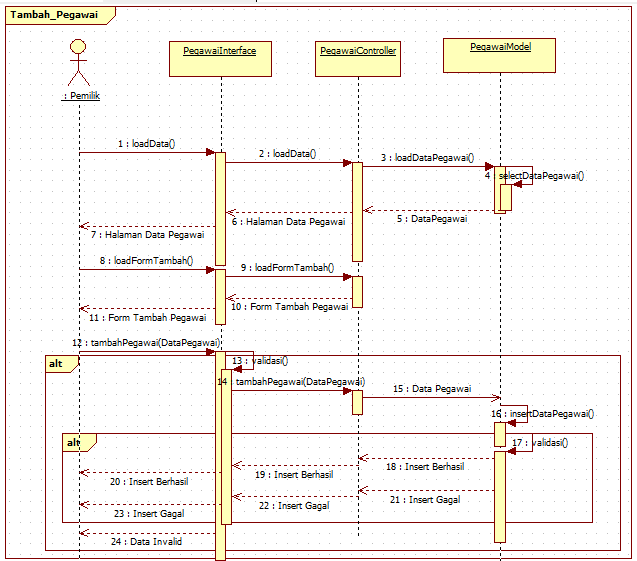 Tambah_Pegawai
PegawaiInterface
PegawaiController
PegawaiModel
: Pemilik
1 : loadData()
2 : loadData()
3 : loadDataPegawai()
4 : selectDataPegawai()
5 : DataPegawai
6 : Halaman Data Pegawai
7 : Halaman Data Pegawai
8 : loadFormTambah()
9 : loadFormTambah()
10 : Form Tambah Pegawai
11 : Form Tambah Pegawai
12 : tambahPegawai(DataPegawai)
alt
13 : validasi()
14 : tambahPegawai(DataPegawai)
15 : Data Pegawai
16 : insertDataPegawai()
alt
17 : validasi()
18 : Insert Berhasil
19 : Insert Berhasil
20 : Insert Berhasil
21 : Insert Gagal
22 : Insert Gagal
23 : Insert Gagal
24 : Data Invalid